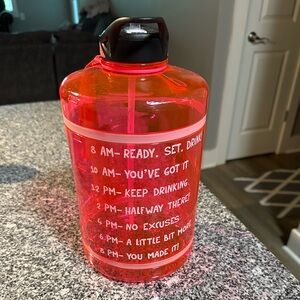 8 AM- READY. SET. DRINK
10 AM- YOU'VE GOT IT
12 PM- KEEP DRINKING.
2 PM- HALFWAY THERE!
4 PM- NO EXCUSES
6 PM- A LITTLE BIT MORE
8 PM- YOU MADE IT!